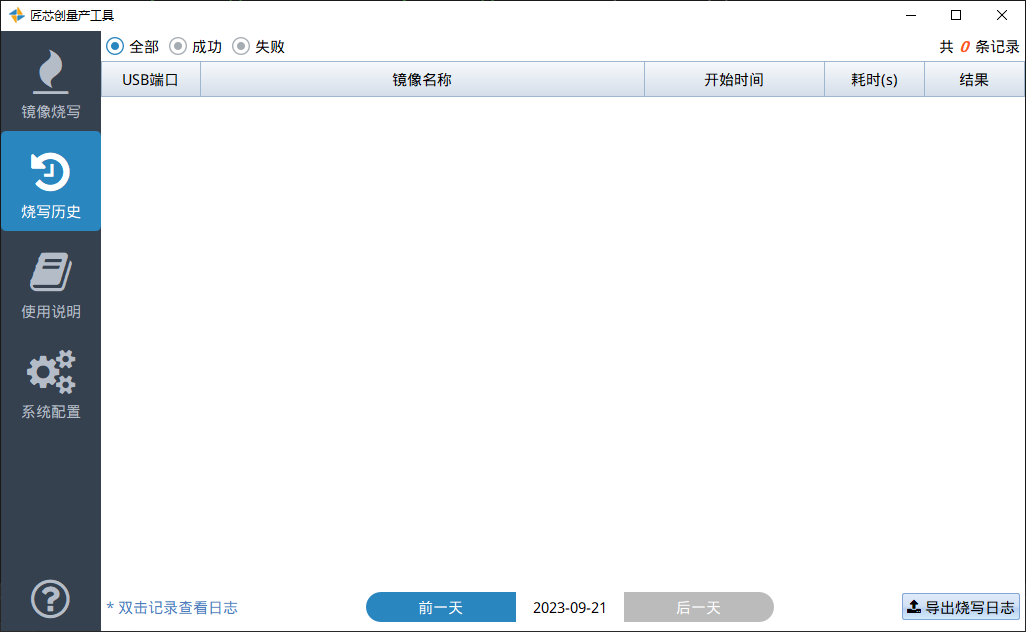 匠芯创量产工具
镜像烧写
烧写历史
使用说明
系统配置
全部 成功 失败
共 0 条记录
USB端口 镜像名称 开始时间 耗时(s) 结果
* 双击记录查看日志
前一天 2023-09-21 后一天
导出烧写日志